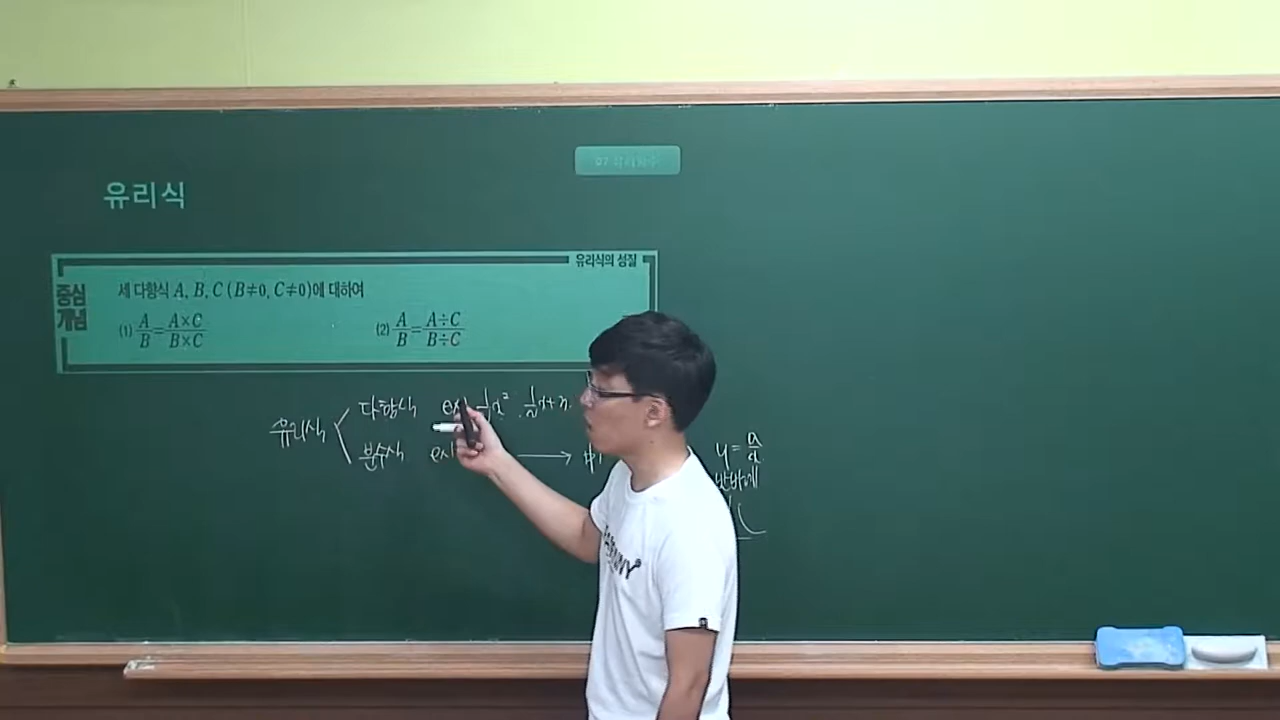 유리식
유리식의 성질
중심
개념
세 다항식 A, B, C (B≠0, C≠0)에 대하여
(1) A/B = A×C/B×C (2) A/B = A÷C/B÷C
유리식 다항식
분수식
y = a/x
반비례